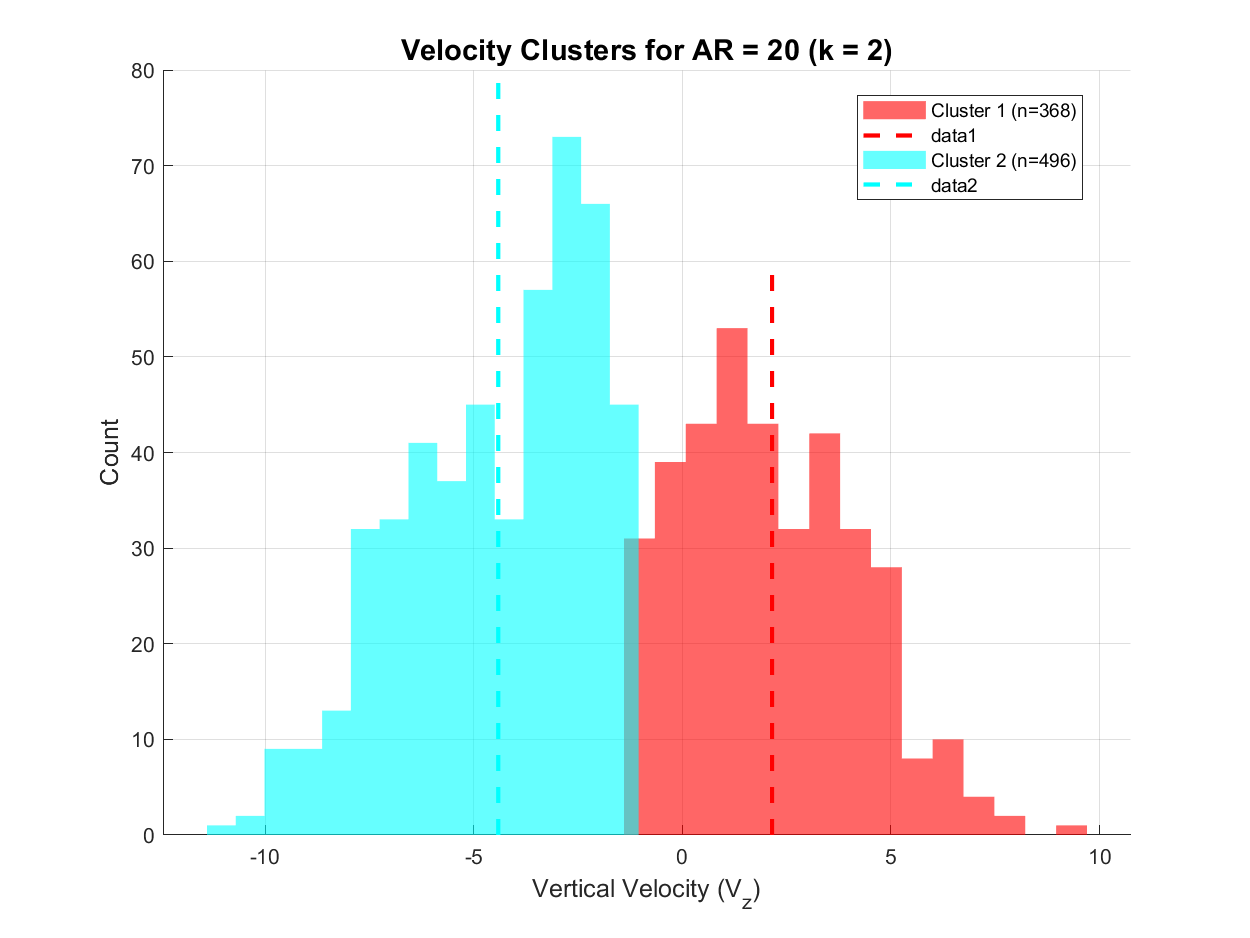 Velocity Clusters for AR = 20 (k = 2)
80
70
60
50
40
30
20
10
0
Count
Cluster 1 (n=368)
data1
Cluster 2 (n=496)
data2
-10 -5 0 5 10
Vertical Velocity (Vz)